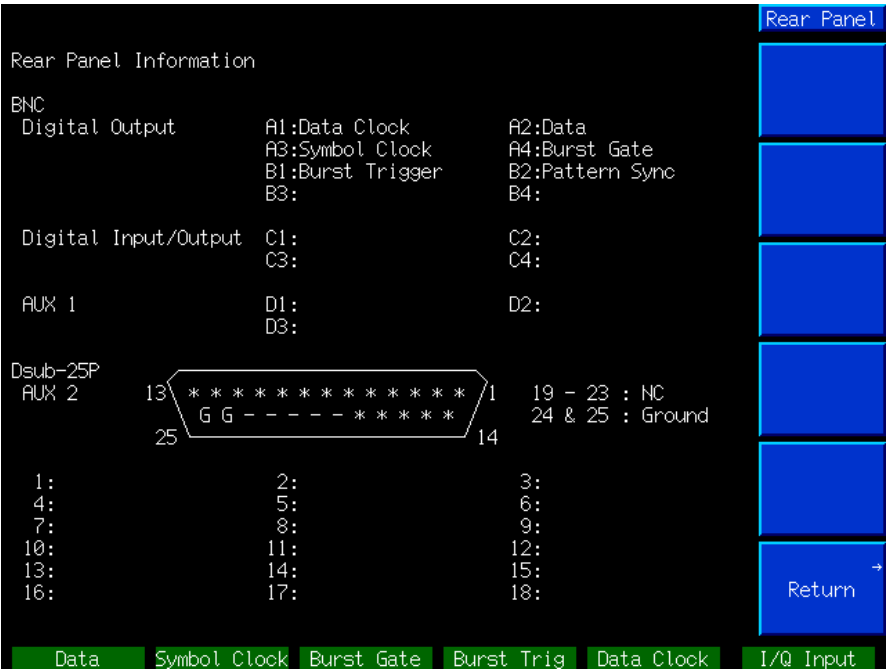 Rear Panel
Rear Panel Information
BNC
Digital Output A1:Data Clock A2:Data
A3:Symbol Clock A4:Burst Gate
B1:Burst Trigger B2:Pattern Sync
B3: B4:
Digital Input/Output C1: C2:
C3: C4:
AUX 1 D1: D2:
D3:
Dsub-25P
AUX 2 13 * * * * * * * * * * * * * 1 19 - 23 : NC
G G - - - - - * * * * * 24 & 25 : Ground
25 14
1: 2: 3:
4: 5: 6:
7: 8: 9:
10: 11: 12:
13: 14: 15:
16: 17: 18:
→
Return
Data Symbol Clock Burst Gate Burst Trig Data Clock I/Q Input